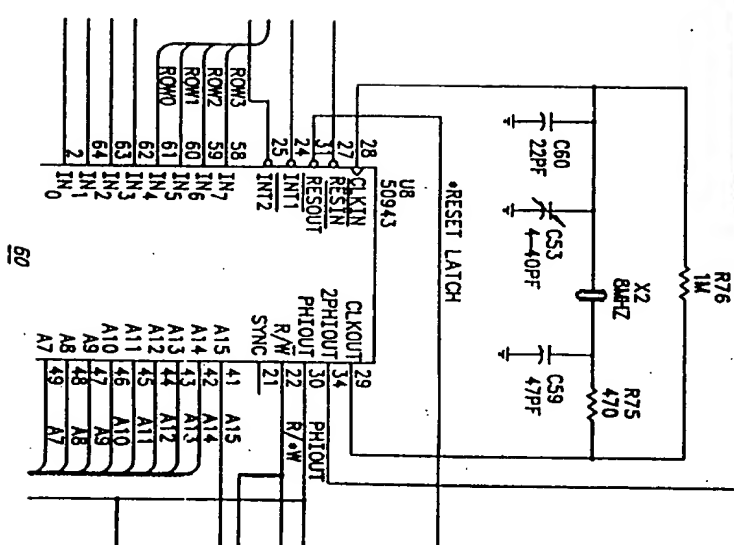 R76
1M
X2
8MHZ
R75
470
C60
22PF
C53
4-40PF
C59
47PF
*RESET LATCH
U8
50943
28 CLKIN CLKOUT 29
27 RESIN 2PHIOUT 34
31 RESOUT PHIOUT 30 PHIOUT
24 INT1 R/W 22 R/*W
25 INT2 SYNC 21
ROW3 58 IN7 A15 41 A15
ROW2 59 IN6 A14 42 A14
ROW1 60 IN5 A13 43 A13
ROW0 61 IN4 A12 44 A12
62 IN3 A11 45 A11
63 IN2 A10 46 A10
64 IN1 A9 47 A9
2 IN0 A8 48 A8
A7 49 A7
60